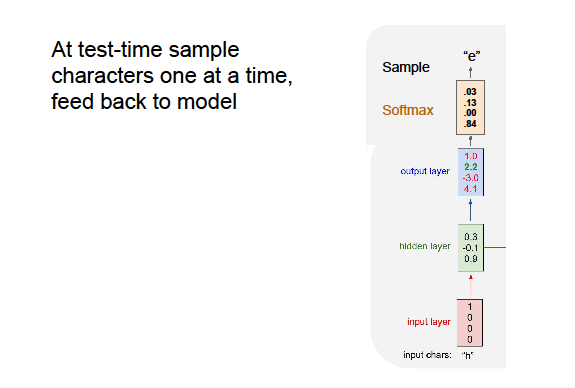 At test-time sample
characters one at a time,
feed back to model
Sample
"e"
Softmax
.03
.13
.00
.84
output layer
1.0
2.2
-3.0
4.1
hidden layer
0.3
-0.1
0.9
input layer
1
0
0
0
input chars: "h"